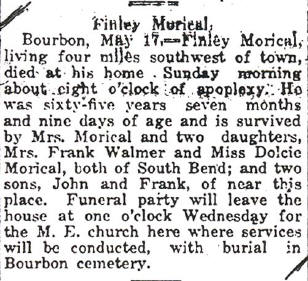 Finley Morical.
Bourbon, May 17.—Finley Morical,
living four miles southwest of town,
died at his home Sunday morning
about eight o'clock of apoplexy. He
was sixty-five years seven months
and nine days of age and is survived
by Mrs. Morical and two daughters,
Mrs. Frank Walmer and Miss Dolcie
Morical, both of South Bend; and two
sons, John and Frank, of near this
place. Funeral party will leave the
house at one o'clock Wednesday for
the M. E. church here where services
will be conducted, with burial in
Bourbon cemetery.